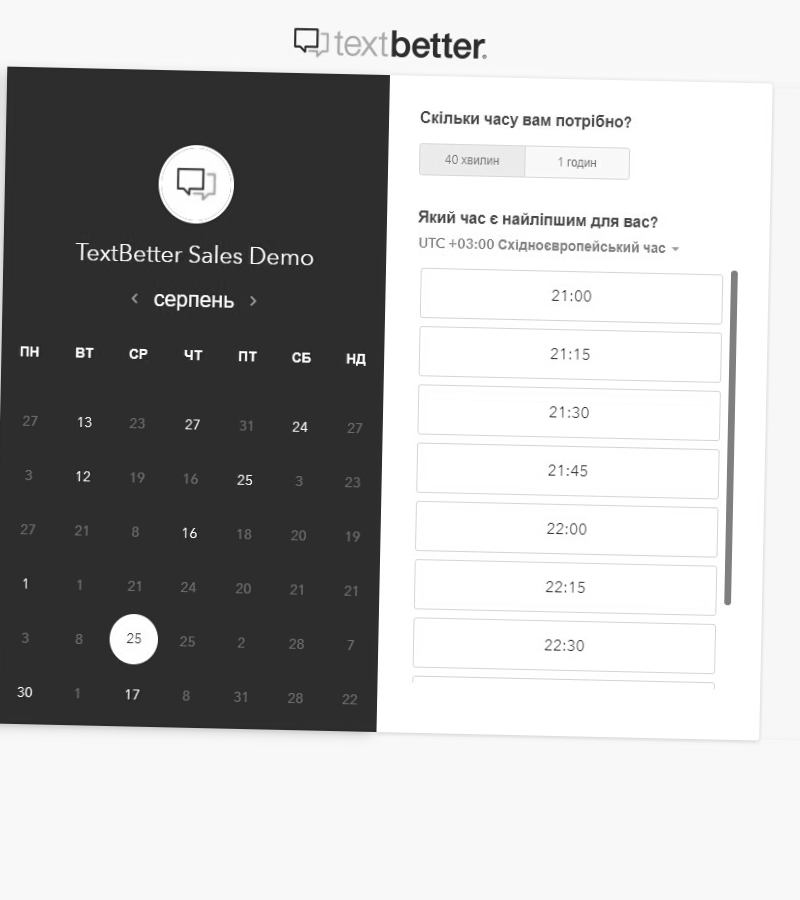 textbetter.
TextBetter Sales Demo
серпень
ПН ВТ СР ЧТ ПТ СБ НД
27 13 23 27 31 24 27
3 12 19 16 25 3 23
27 21 8 16 18 20 19
1 1 21 24 20 21 21
3 8 25 25 2 28 7
30 1 17 8 31 28 22
Скільки часу вам потрібно?
40 хвилин 1 годин
Який час є найліпшим для вас?
UTC +03:00 Східноєвропейський час
21:00
21:15
21:30
21:45
22:00
22:15
22:30